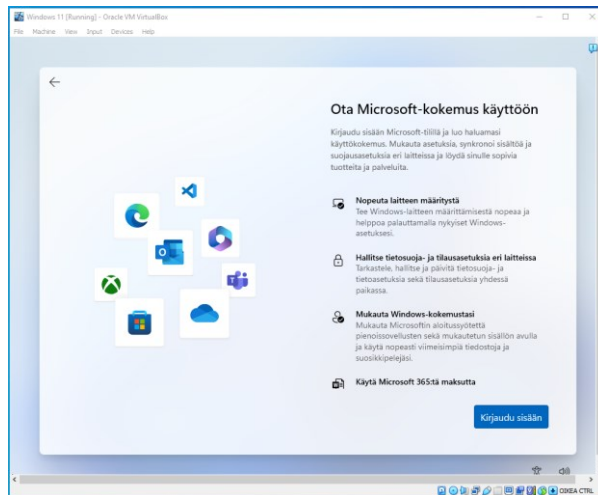 Windows 11 [Running] - Oracle VM VirtualBox
File Machine View Input Devices Help
Ota Microsoft-kokemus käyttöön
Kirjaudu sisään Microsoft-tilillä ja luo haluamasi
käyttökokemus. Mukauta asetuksia, synkronoi sisältöä ja
suojausasetuksia eri laitteissa ja löydä sinulle sopivia
tuotteita ja palveluita.
Nopeuta laitteen määritystä
Tee Windows-laitteen määrittämisestä nopeaa ja
helppoa palauttamalla nykyiset Windows-
asetuksesi.
Hallitse tietosuoja- ja tilausasetuksia eri laitteissa
Tarkastele, hallitse ja päivitä tietosuoja- ja
tietoasetuksia sekä tilausasetuksia yhdessä
paikassa.
Mukauta Windows-kokemustasi
Mukauta Microsoftin aloitussyötettä
pienoissovellusten sekä mukautetun sisällön avulla
ja käytä nopeasti viimeisimpiä tiedostoja ja
suosikkipelejäsi.
Käytä Microsoft 365:tä maksutta
Kirjaudu sisään
OIKEA CTRL